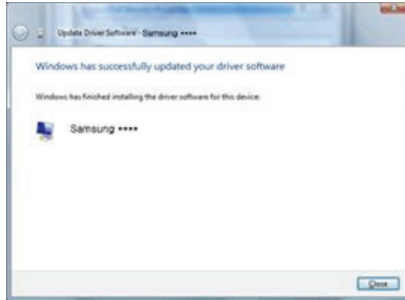 Update Driver Software - Samsung ****
Windows has successfully updated your driver software
Windows has finished installing the driver software for this device:
Samsung ****
Close